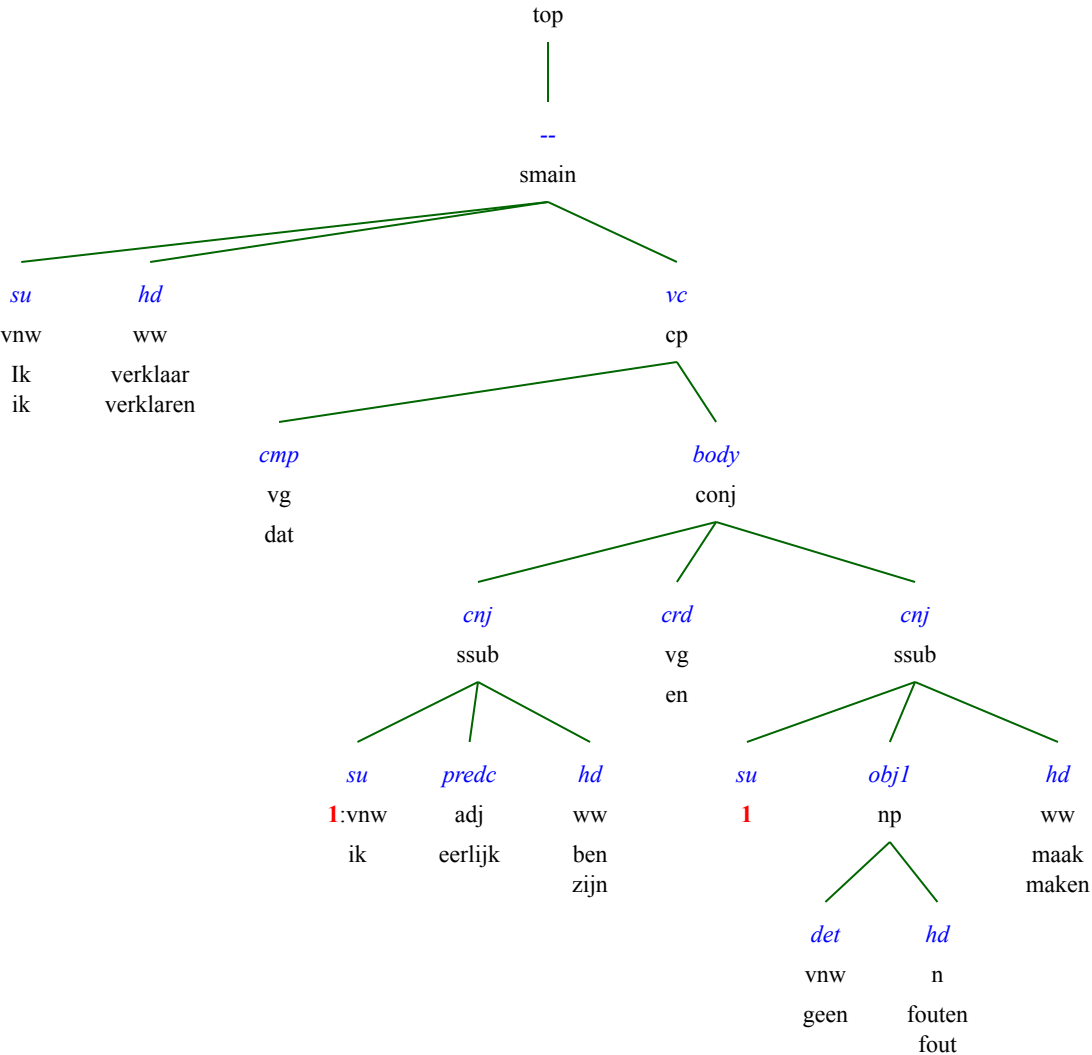 top
--
smain
su hd vc
vnw ww cp
Ik verklaar
ik verklaren
cmp body
vg conj
dat
cnj crd cnj
ssub vg ssub
en
su predc hd su obj1 hd
1:vnw adj ww 1 np ww
ik eerlijk ben maak
zijn maken
det hd
vnw n
geen fouten
fout